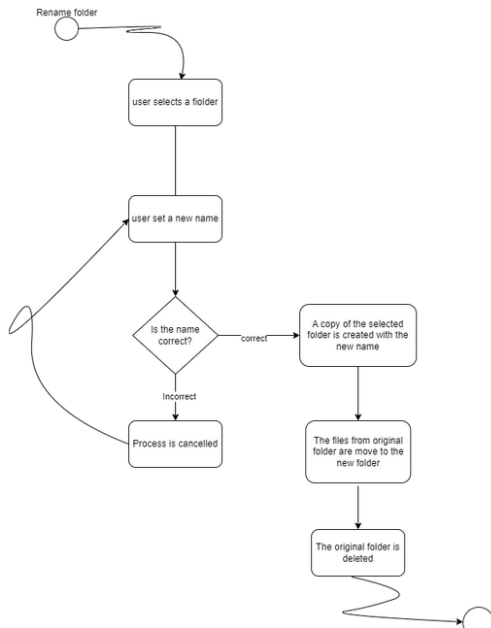 Rename folder
user selects a fiolder
user set a new name
Is the name
correct?
correct
A copy of the selected
folder is created with the
new name
Incorrect
Process is cancelled
The files from original
folder are move to the
new folder
The original folder is
deleted